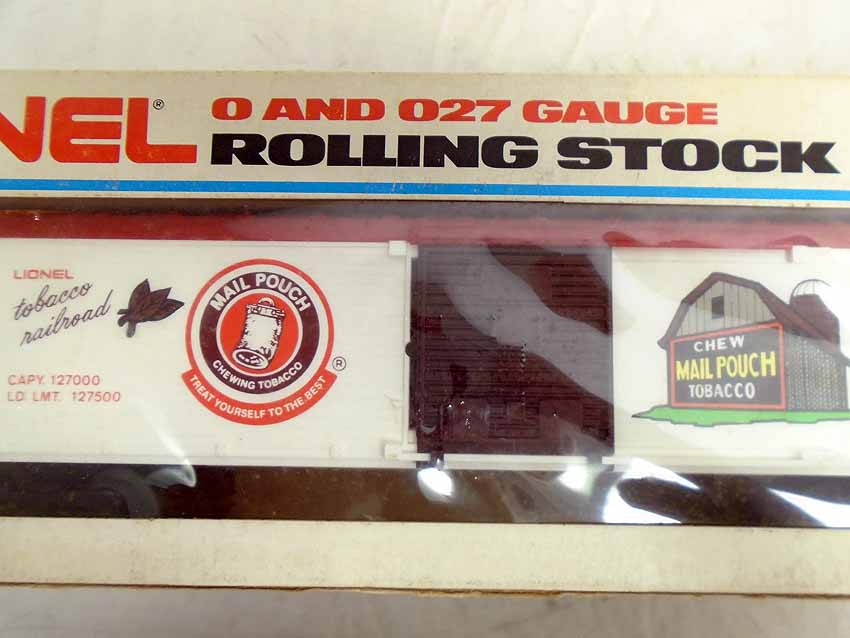 NEL® O AND O27 GAUGE
ROLLING STOCK
LIONEL
tobacco
railroad
CAPY. 127000
LD. LMT. 127500
MAIL POUCH
CHEWING TOBACCO
TREAT YOURSELF TO THE BEST
®
CHEW
MAIL POUCH
TOBACCO